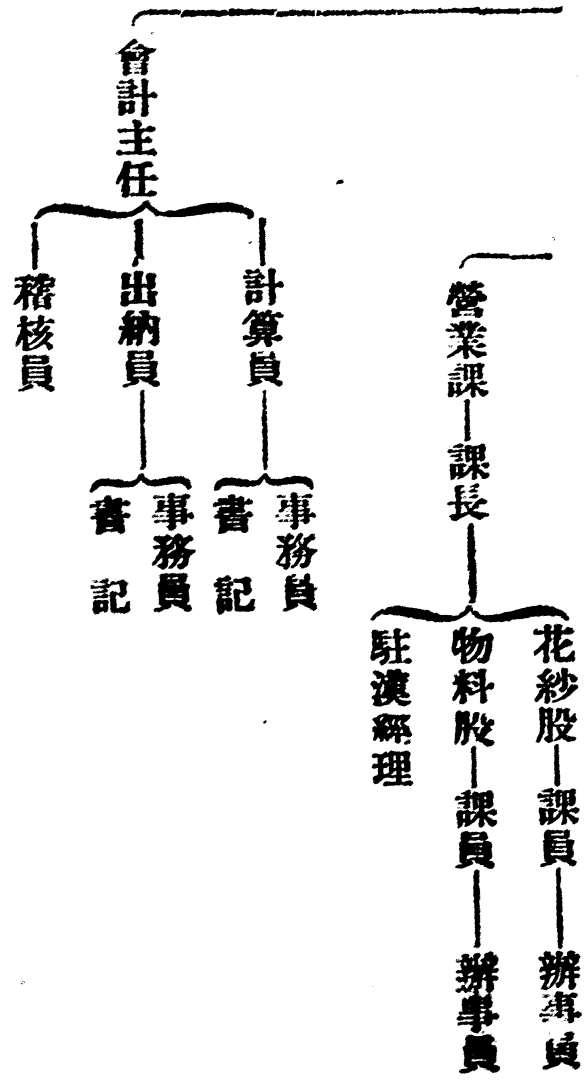 營業課
課長
花紗股
課員
辦事員
物料股
課員
辦事員
駐漢經理
會計主任
計算員
事務員
書記
出納員
事務員
書記
稽核員